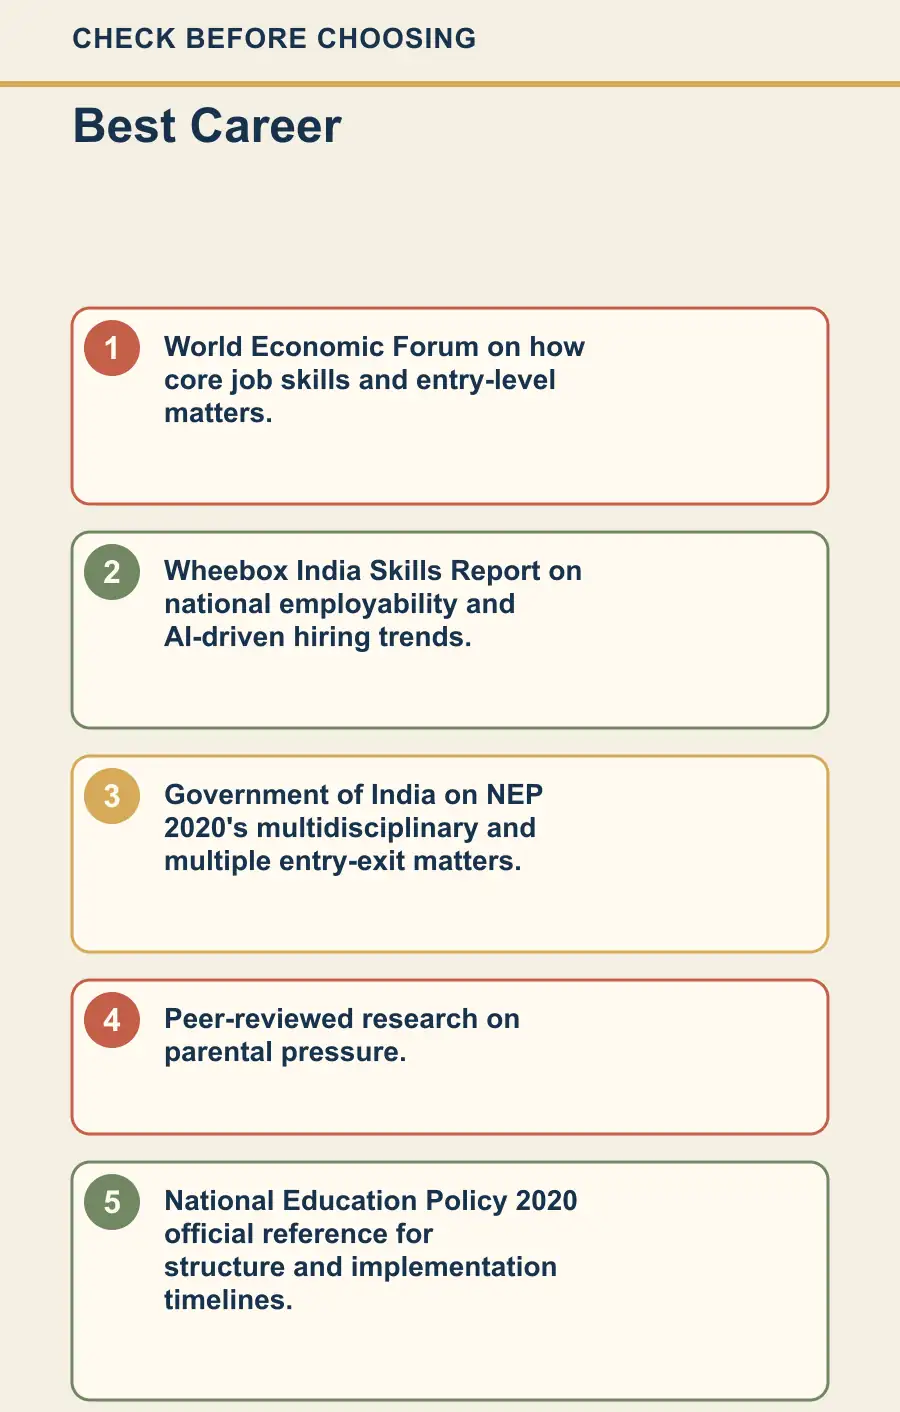 CHECK BEFORE CHOOSING
Best Career
1
World Economic Forum on how
core job skills and entry-level
matters.
2
Wheebox India Skills Report on
national employability and
AI-driven hiring trends.
3
Government of India on NEP
2020's multidisciplinary and
multiple entry-exit matters.
4
Peer-reviewed research on
parental pressure.
5
National Education Policy 2020
official reference for
structure and implementation
timelines.